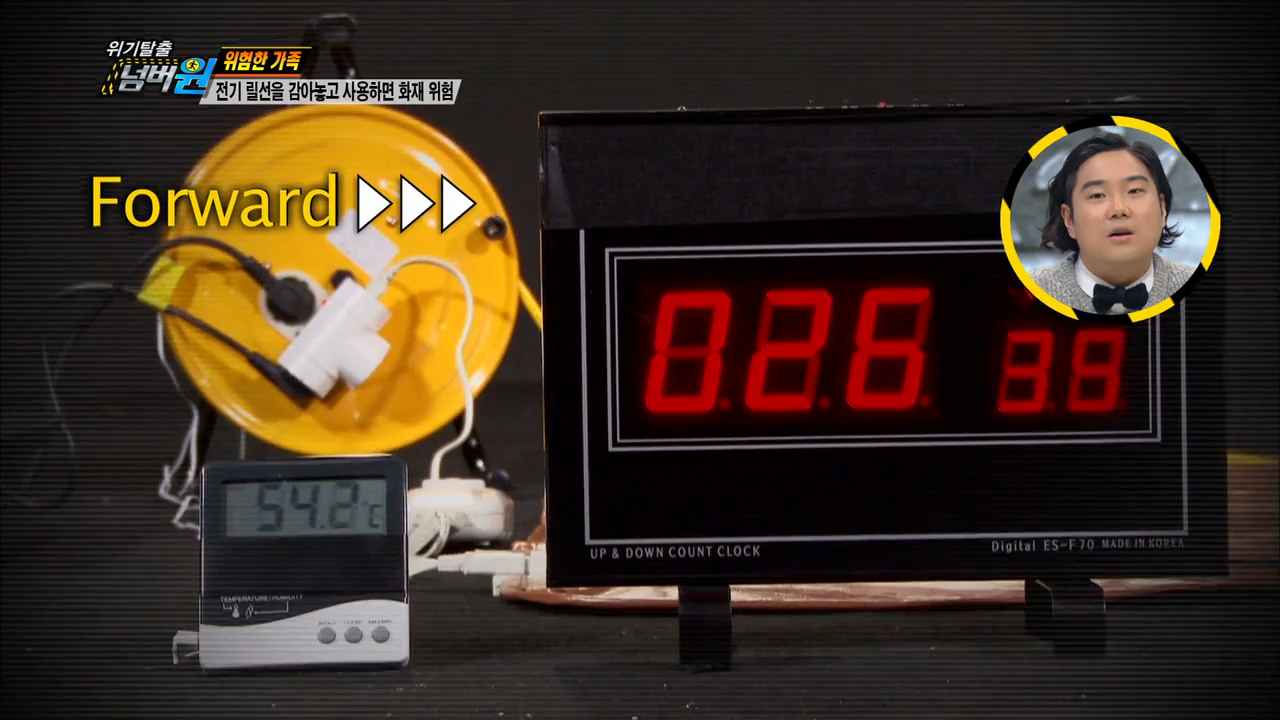 위기탈출
넘버원
위험한 가족
전기 릴선을 감아놓고 사용하면 화재 위험
Forward
026 38
54.2℃
UP & DOWN COUNT CLOCK
Digital ES-F70 MADE IN KOREA